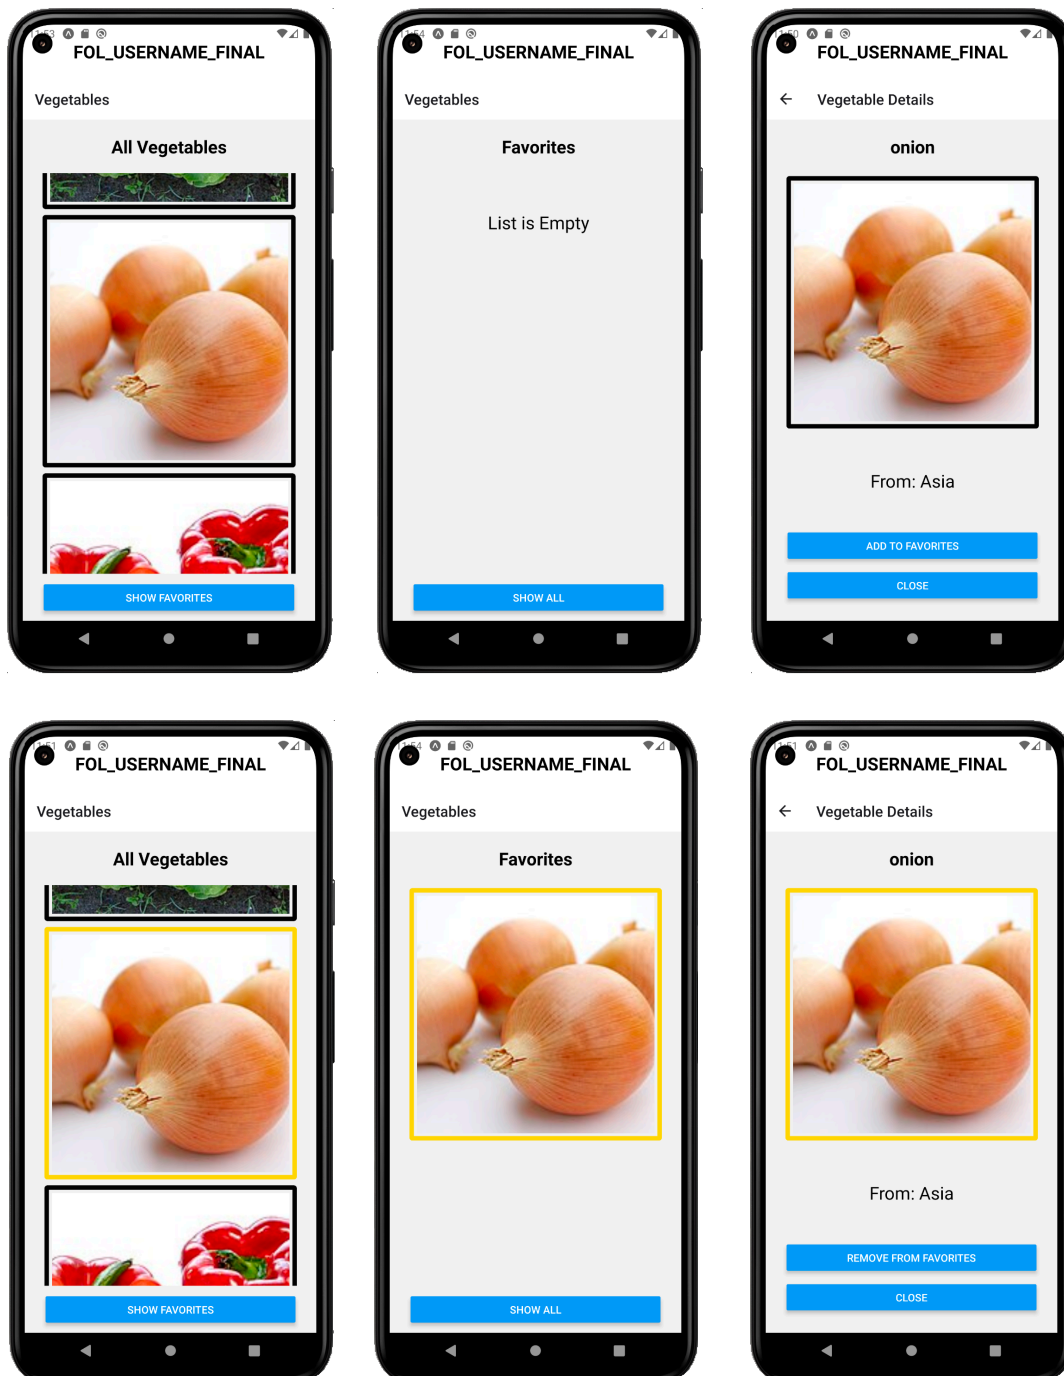 11:53
FOL_USERNAME_FINAL
Vegetables
All Vegetables
SHOW FAVORITES
FOL_USERNAME_FINAL
Vegetables
Favorites
List is Empty
SHOW ALL
FOL_USERNAME_FINAL
Vegetable Details
onion
From: Asia
ADD TO FAVORITES
CLOSE
FOL_USERNAME_FINAL
Vegetables
All Vegetables
SHOW FAVORITES
FOL_USERNAME_FINAL
Vegetables
Favorites
SHOW ALL
FOL_USERNAME_FINAL
Vegetable Details
onion
From: Asia
REMOVE FROM FAVORITES
CLOSE